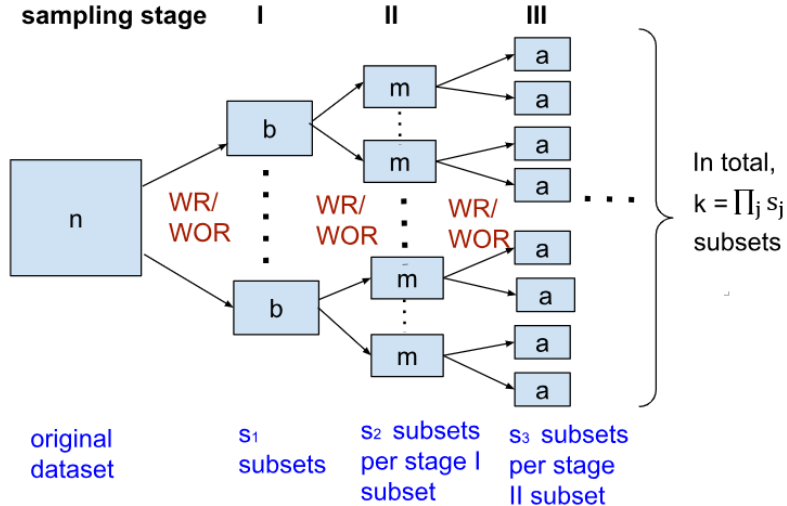 sampling stage I II III
n
WR/
WOR
b
b
WR/
WOR
m
m
m
m
WR/
WOR
a
a
a
a
a
a
a
a
In total,
k = ∏j sj
subsets
original
dataset
s1
subsets
s2 subsets
per stage I
subset
s3 subsets
per stage
II subset